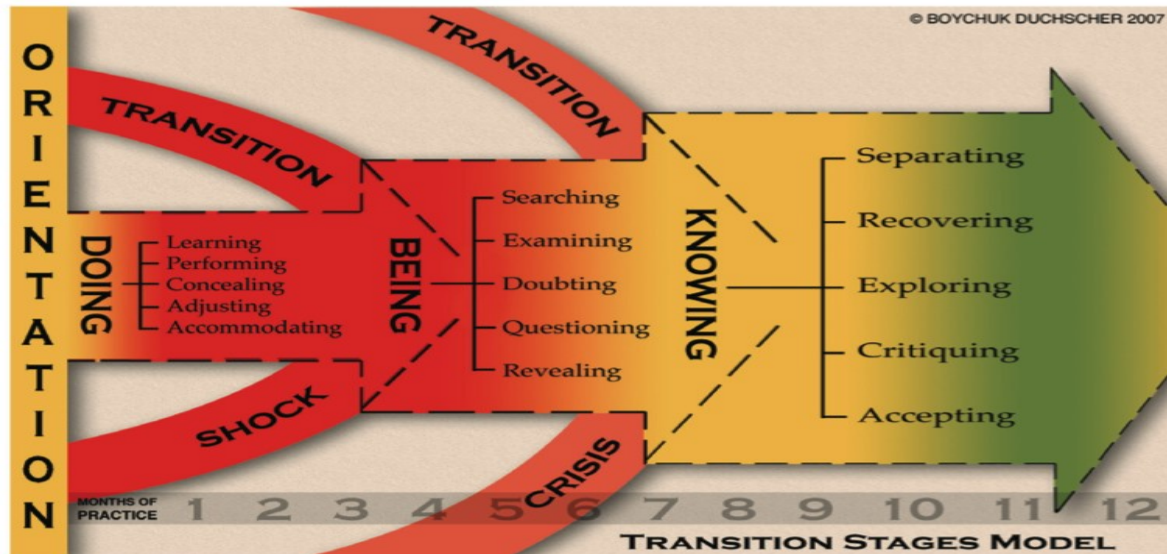 © BOYCHUK DUCHSCHER 2007
ORIENTATION
TRANSITION
TRANSITION
DOING
Learning
Performing
Concealing
Adjusting
Accommodating
BEING
Searching
Examining
Doubting
Questioning
Revealing
KNOWING
Separating
Recovering
Exploring
Critiquing
Accepting
SHOCK
CRISIS
MONTHS OF
PRACTICE 1 2 3 4 5 6 7 8 9 10 11 12
TRANSITION STAGES MODEL